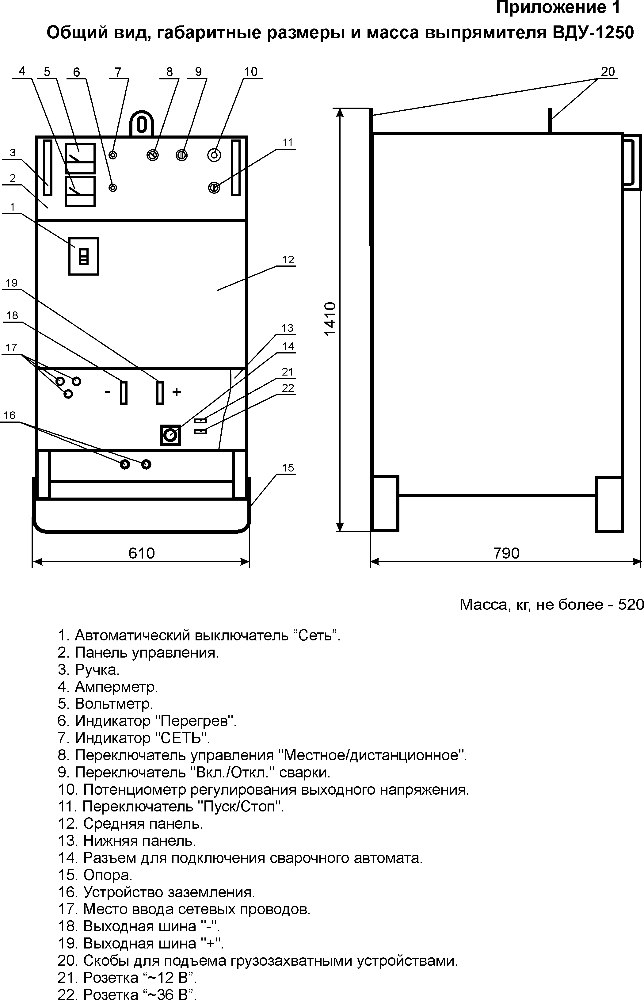 Приложение 1
Общий вид, габаритные размеры и масса выпрямителя ВДУ-1250
4 5 6 7 8 9 10 20
11
3
2
1
12
19
18
13
17
14
21
- +
22
16
15
1410
610
790
Масса, кг, не более - 520
1. Автоматический выключатель “Сеть”.
2. Панель управления.
3. Ручка.
4. Амперметр.
5. Вольтметр.
6. Индикатор "Перегрев".
7. Индикатор "СЕТЬ".
8. Переключатель управления "Местное/дистанционное".
9. Переключатель "Вкл./Откл." сварки.
10. Потенциометр регулирования выходного напряжения.
11. Переключатель "Пуск/Стоп".
12. Средняя панель.
13. Нижняя панель.
14. Разъем для подключения сварочного автомата.
15. Опора.
16. Устройство заземления.
17. Место ввода сетевых проводов.
18. Выходная шина "-".
19. Выходная шина "+".
20. Скобы для подъема грузозахватными устройствами.
21. Розетка “~12 В”.
22. Розетка “~36 В”.